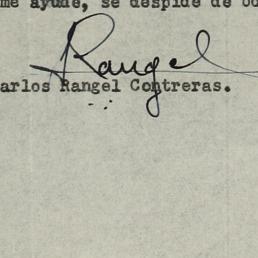 me ayude, se despide de
Rangel
arlos Rangel Contreras.